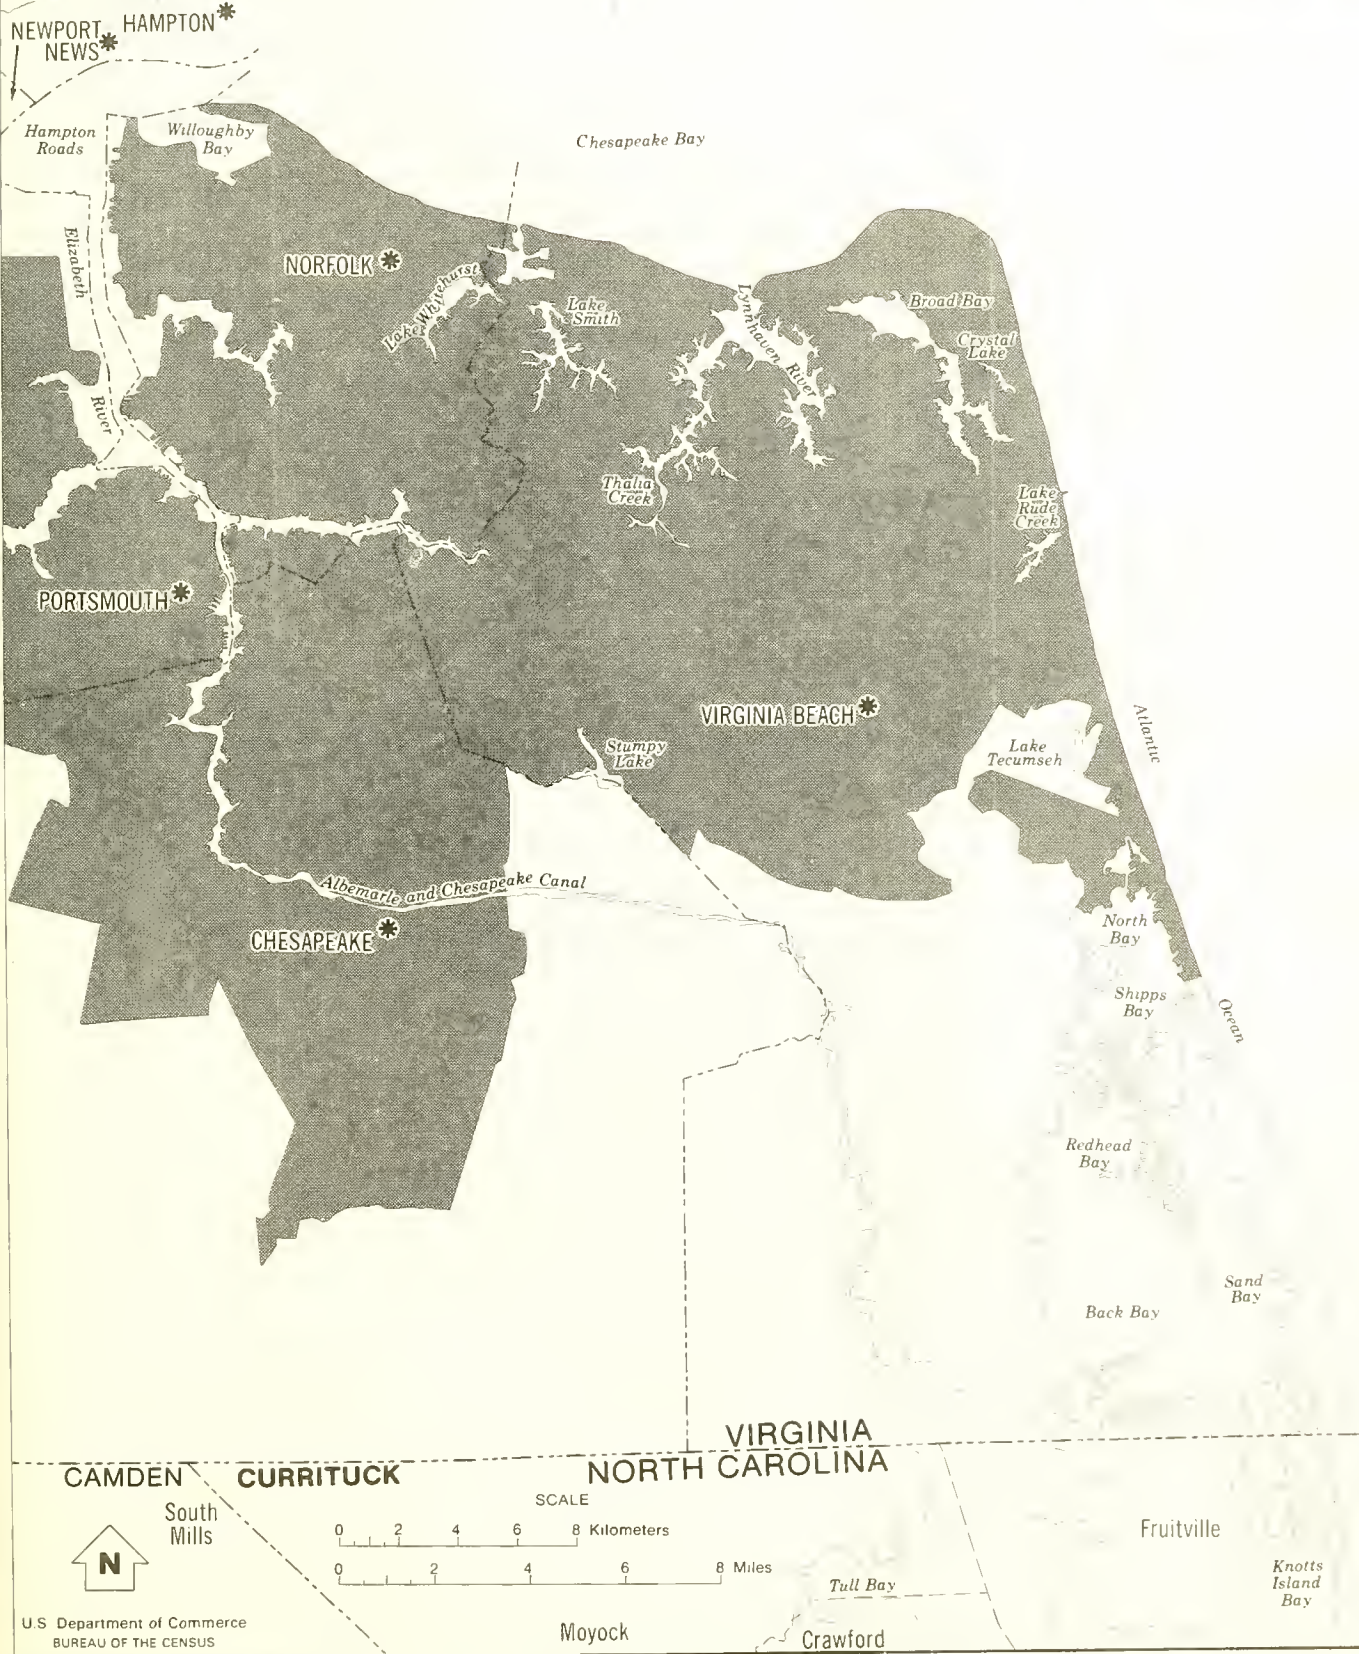 HAMPTON
NEWPORT
NEWS
Hampton
Roads
Willoughby
Bay
Chesapeake Bay
Elizabeth
River
NORFOLK
Lake Whitehurst
Lake
Smith
Lynnhaven River
Broad Bay
Crystal
Lake
Thalia
Creek
Lake
Rude
Creek
PORTSMOUTH
VIRGINIA BEACH
Stumpy
Lake
Lake
Tecumseh
Atlantic
Ocean
Albemarle and Chesapeake Canal
CHESAPEAKE
North
Bay
Shipps
Bay
Redhead
Bay
Sand
Bay
Back Bay
VIRGINIA
NORTH CAROLINA
CAMDEN
CURRITUCK
South
Mills
SCALE
0 2 4 6 8 Kilometers
0 2 4 6 8 Miles
N
Fruitville
Knotts
Island
Bay
Tull Bay
U.S Department of Commerce
BUREAU OF THE CENSUS
Moyock
Crawford